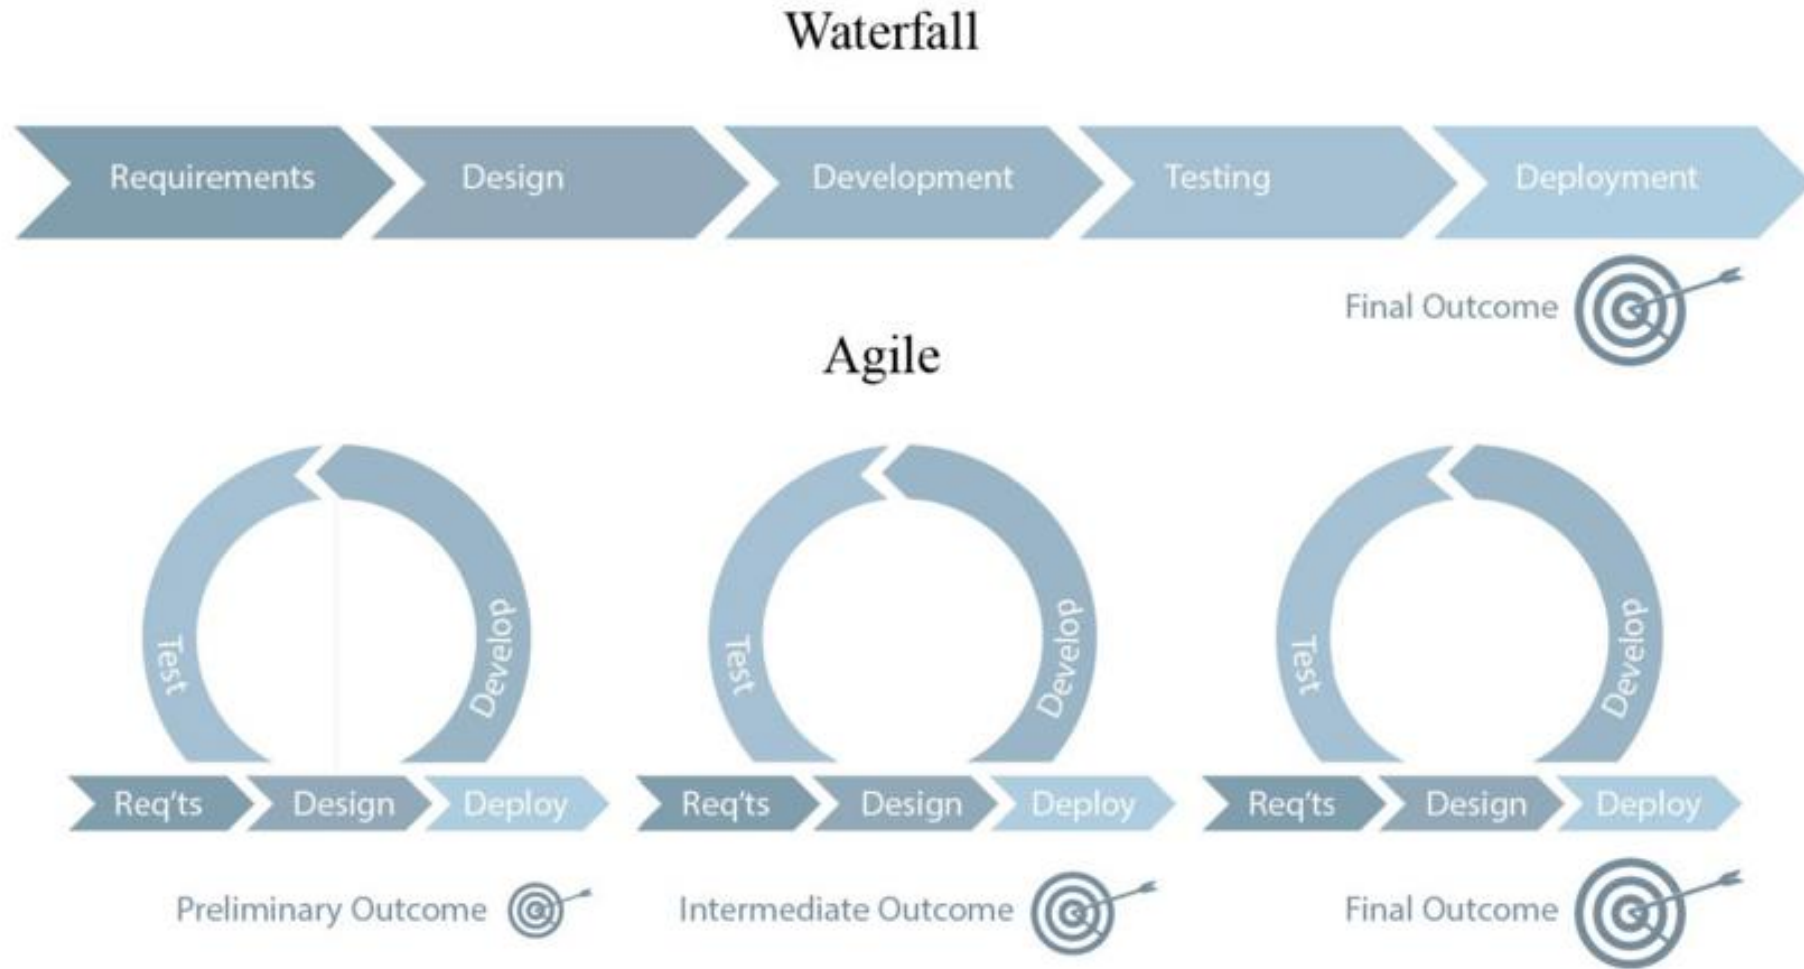 Waterfall
Requirements Design Development Testing Deployment
Final Outcome
Agile
Test Develop Test Develop Test Develop
Req'ts Design Deploy Req'ts Design Deploy Req'ts Design Deploy
Preliminary Outcome Intermediate Outcome Final Outcome